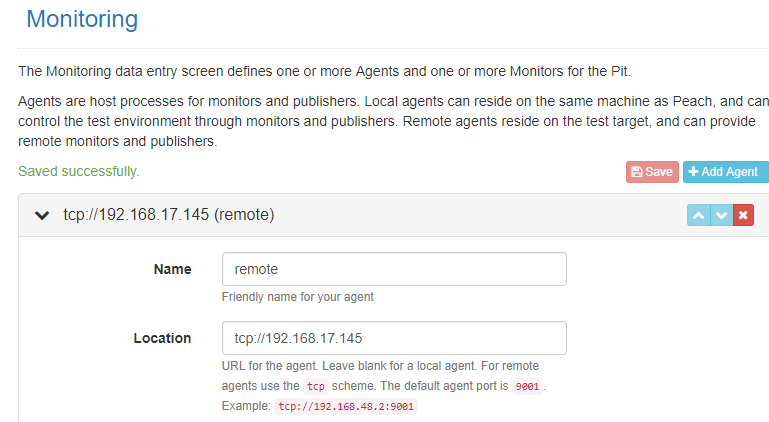 Monitoring
The Monitoring data entry screen defines one or more Agents and one or more Monitors for the Pit.
Agents are host processes for monitors and publishers. Local agents can reside on the same machine as Peach, and can
control the test environment through monitors and publishers. Remote agents reside on the test target, and can provide
remote monitors and publishers.
Saved successfully.
Save
Add Agent
tcp://192.168.17.145 (remote)
Name
remote
Friendly name for your agent
Location
tcp://192.168.17.145
URL for the agent. Leave blank for a local agent. For remote
agents use the tcp scheme. The default agent port is 9001 .
Example: tcp://192.168.48.2:9001